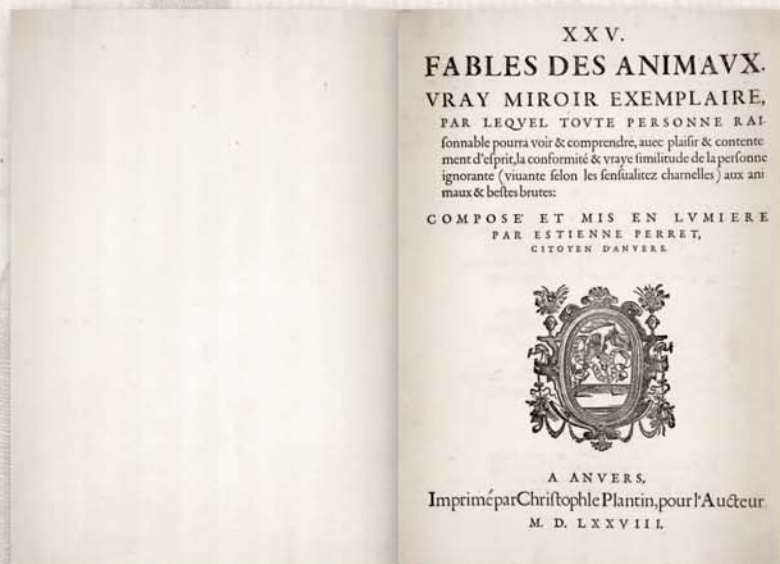 XXV.
FABLES DES ANIMAVX.
VRAY MIROIR EXEMPLAIRE,
PAR LEQVEL TOVTE PERSONNE RAI-
ſonnable pourra voir & comprendre, auec plaiſir & contente
ment d'eſprit, la conformité & vraye ſimilitude de la perſonne
ignorante (viuante ſelon les ſenſualitez charnelles) aux ani
maux & beſtes brutes:
COMPOSE' ET MIS EN LVMIERE
PAR ESTIENNE PERRET,
CITOYEN D'ANVERS.
A ANVERS,
Imprimé par Chriſtophle Plantin, pour l'Aucteur.
M. D. LXXVIII.